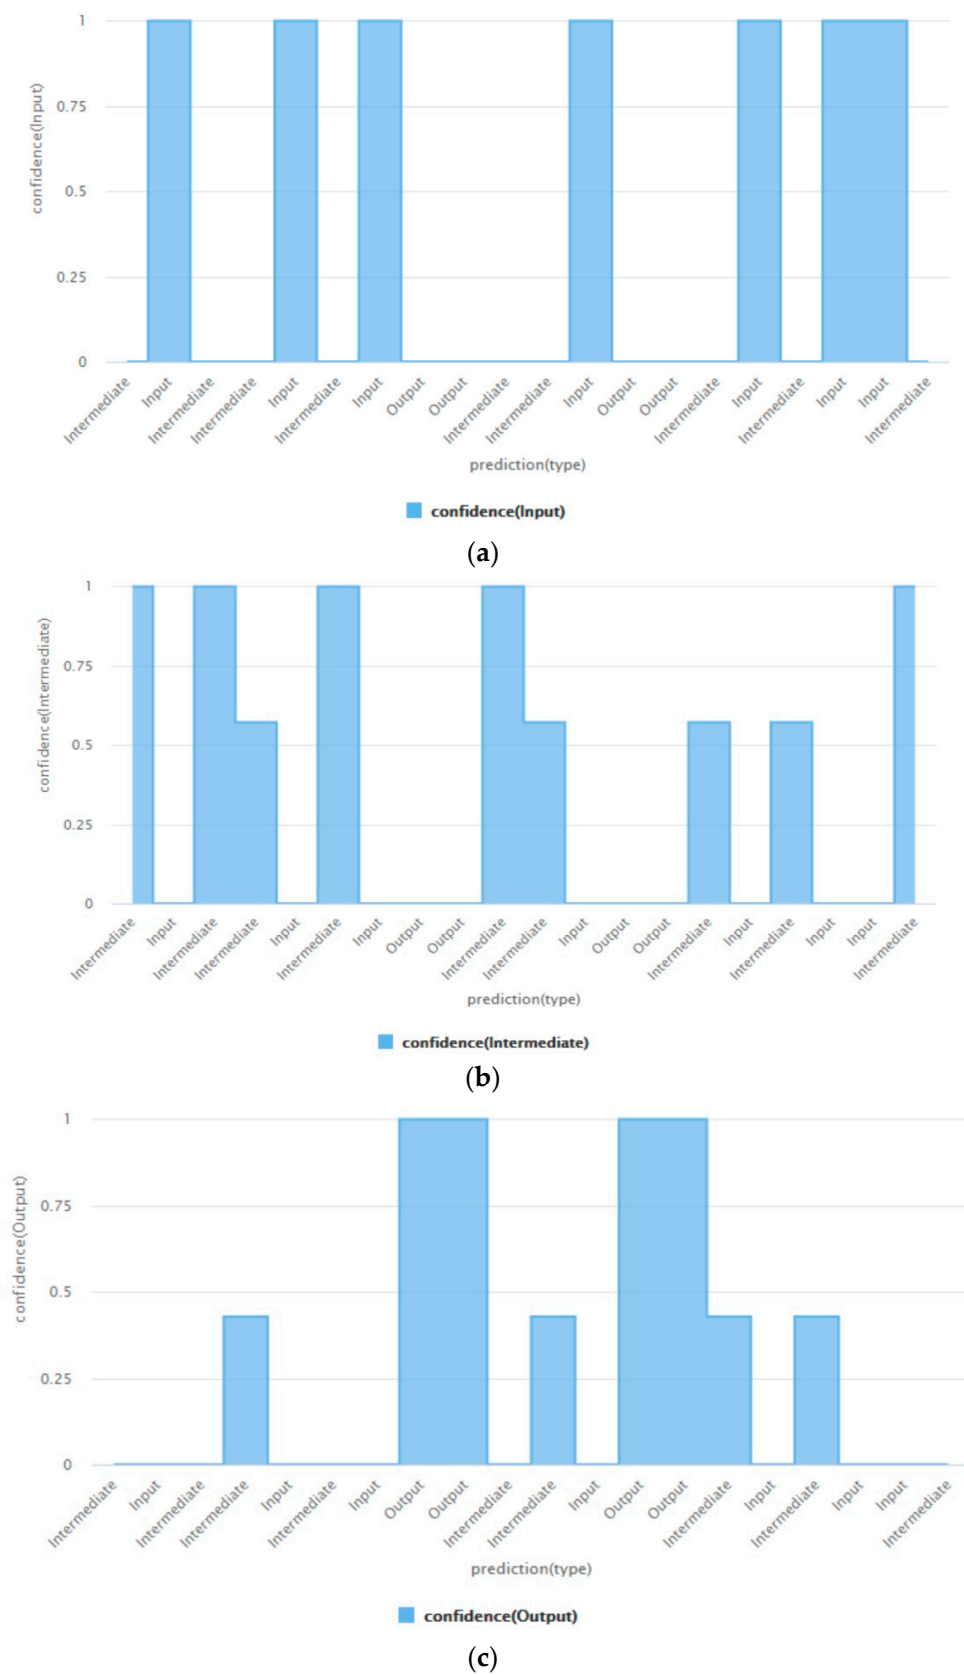 1
0.75
0.5
0.25
0
confidence(Input)
Intermediate
Input
Intermediate
Intermediate
Input
Intermediate
Input
Output
Output
Intermediate
Intermediate
Input
Output
Output
Intermediate
Input
Intermediate
Input
Input
Intermediate
prediction(type)
confidence(Input)
(a)
1
0.75
0.5
0.25
0
confidence(Intermediate)
Intermediate
Input
Intermediate
Intermediate
Input
Intermediate
Input
Output
Output
Intermediate
Intermediate
Input
Output
Output
Intermediate
Input
Intermediate
Input
Input
Intermediate
prediction(type)
confidence(Intermediate)
(b)
1
0.75
0.5
0.25
0
confidence(Output)
Intermediate
Input
Intermediate
Intermediate
Input
Intermediate
Input
Output
Output
Intermediate
Intermediate
Input
Output
Output
Intermediate
Input
Intermediate
Input
Input
Intermediate
prediction(type)
confidence(Output)
(c)